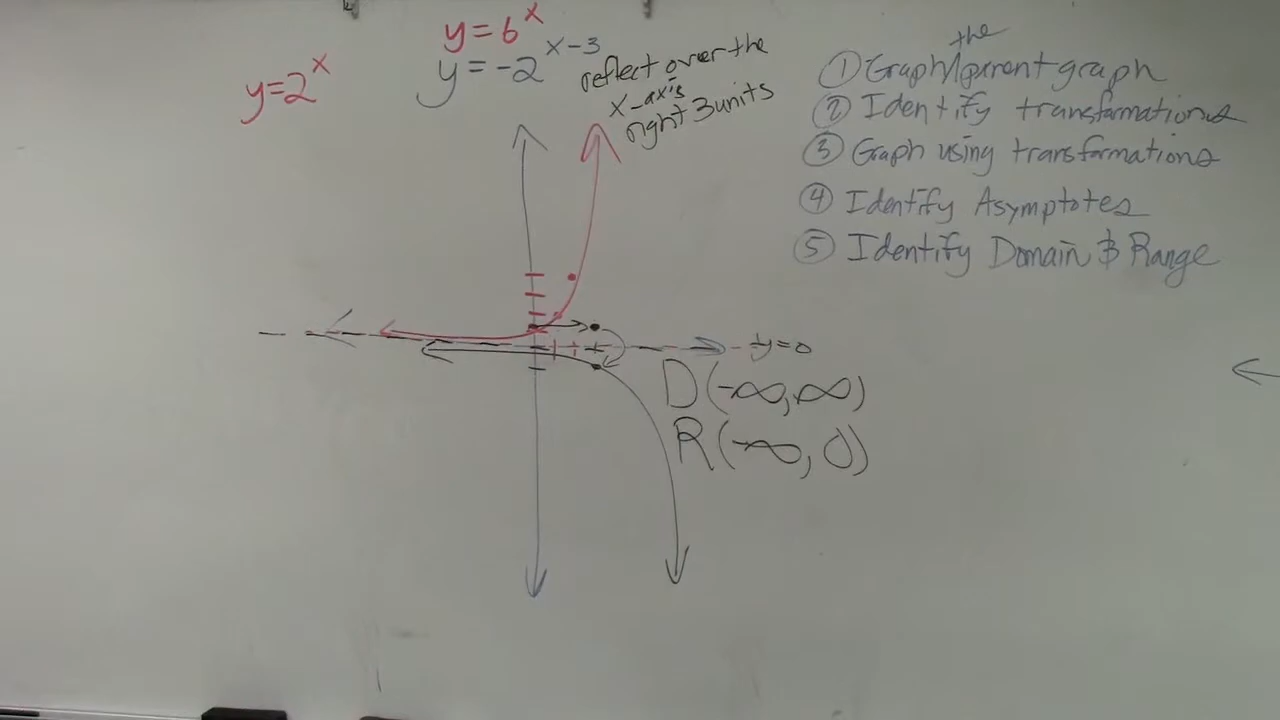 y = 6^x
y = 2^x
y = -2^{x-3}
reflect over the
x-axis
right 3 units
① Graph the parent graph
② Identify transformations
③ Graph using transformations
④ Identify Asymptotes
⑤ Identify Domain & Range
y = 0
D (-∞, ∞)
R (-∞, 0)